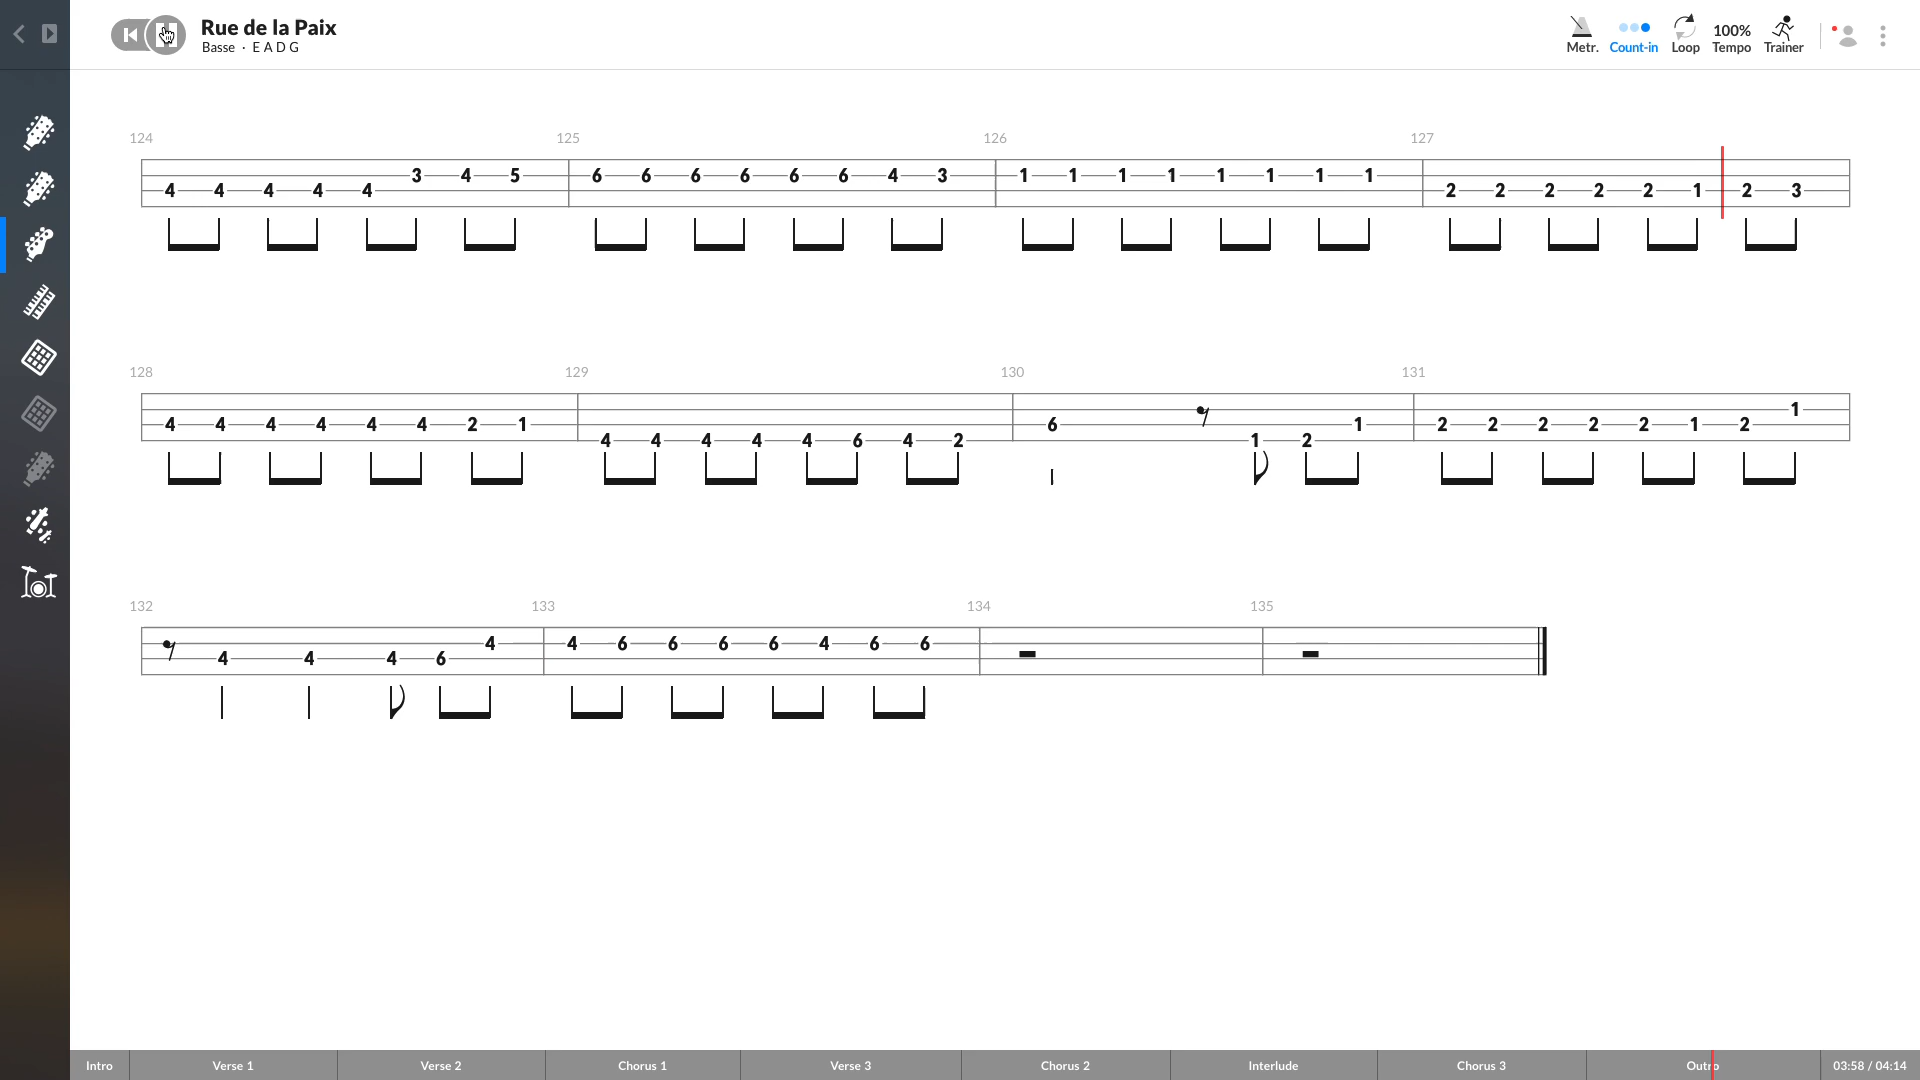 Rue de la Paix
Basse · E A D G
Metr.
Count-in
Loop
100%
Tempo
Trainer
124 125 126 127
4 4 4 4 4 3 4 5 6 6 6 6 6 6 4 3 1 1 1 1 1 1 1 1 2 2 2 2 2 1 2 3
128 129 130 131
4 4 4 4 4 4 2 1 4 4 4 4 4 6 4 2 6 1 2 1 2 2 2 2 2 1 2 1
132 133 134 135
4 4 4 6 4 4 6 6 6 6 4 6 6
Intro Verse 1 Verse 2 Chorus 1 Verse 3 Chorus 2 Interlude Chorus 3 Outro 03:58 / 04:14